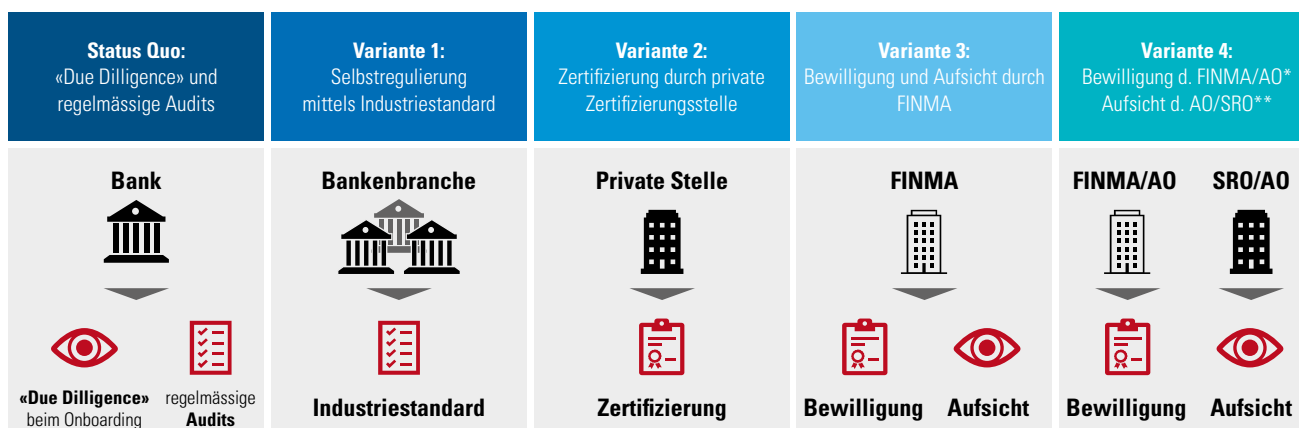 Status Quo:
«Due Dilligence» und
regelmässige Audits
Variante 1:
Selbstregulierung
mittels Industriestandard
Variante 2:
Zertifizierung durch private
Zertifizierungsstelle
Variante 3:
Bewilligung und Aufsicht durch
FINMA
Variante 4:
Bewilligung d. FINMA/AO*
Aufsicht d. AO/SRO**
Bank
«Due Dilligence»
beim Onboarding
regelmässige
Audits
Bankenbranche
Industriestandard
Private Stelle
Zertifizierung
FINMA
Bewilligung
Aufsicht
FINMA/AO
SRO/AO
Bewilligung
Aufsicht